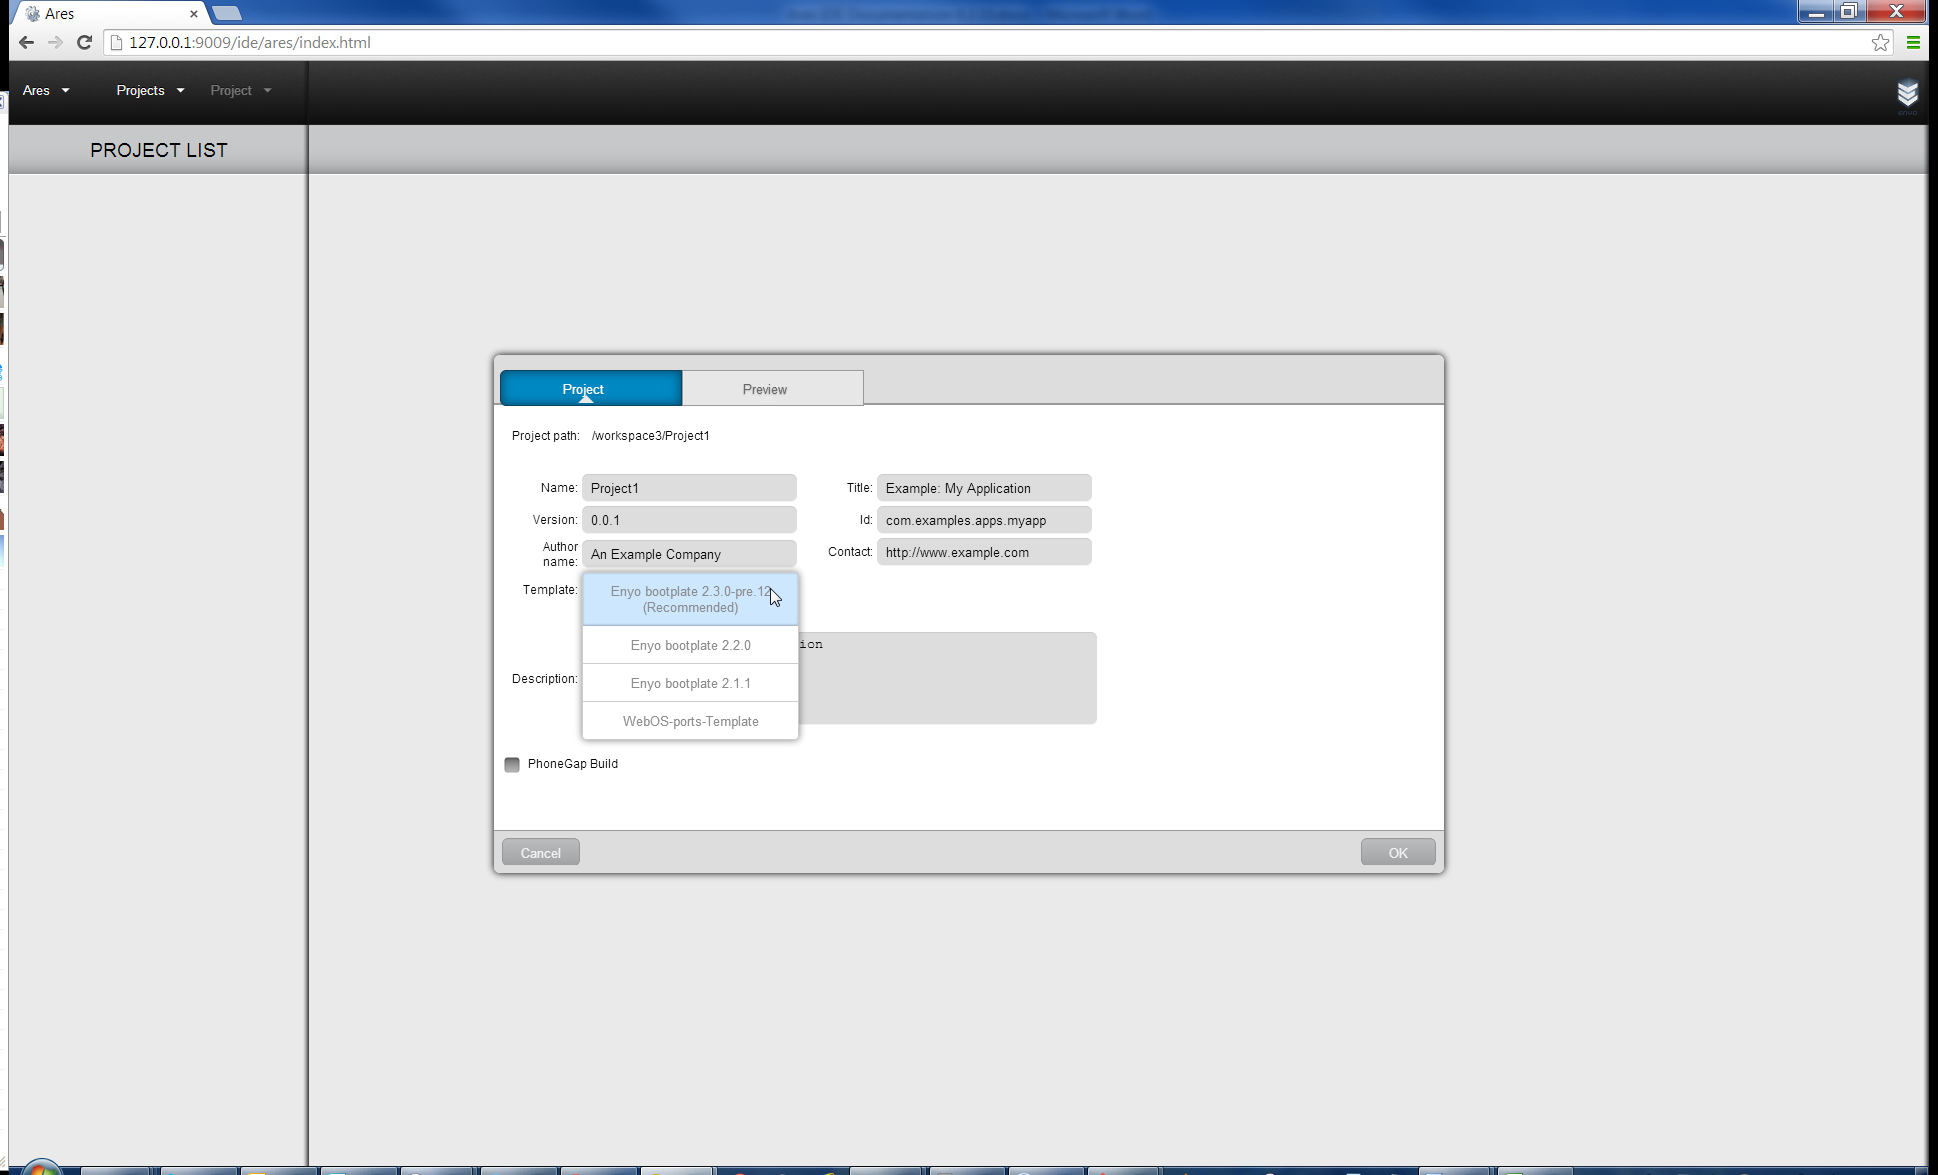 Ares
127.0.0.1:9009/ide/ares/index.html
Ares Projects Project
enyo
PROJECT LIST
Project Preview
Project path: /workspace3/Project1
Name: Project1 Title: Example: My Application
Version: 0.0.1 Id: com.examples.apps.myapp
Author name: An Example Company Contact: http://www.example.com
Template: Enyo bootplate 2.3.0-pre.12
(Recommended)
Enyo bootplate 2.2.0
ion
Description: Enyo bootplate 2.1.1
WebOS-ports-Template
PhoneGap Build
Cancel OK